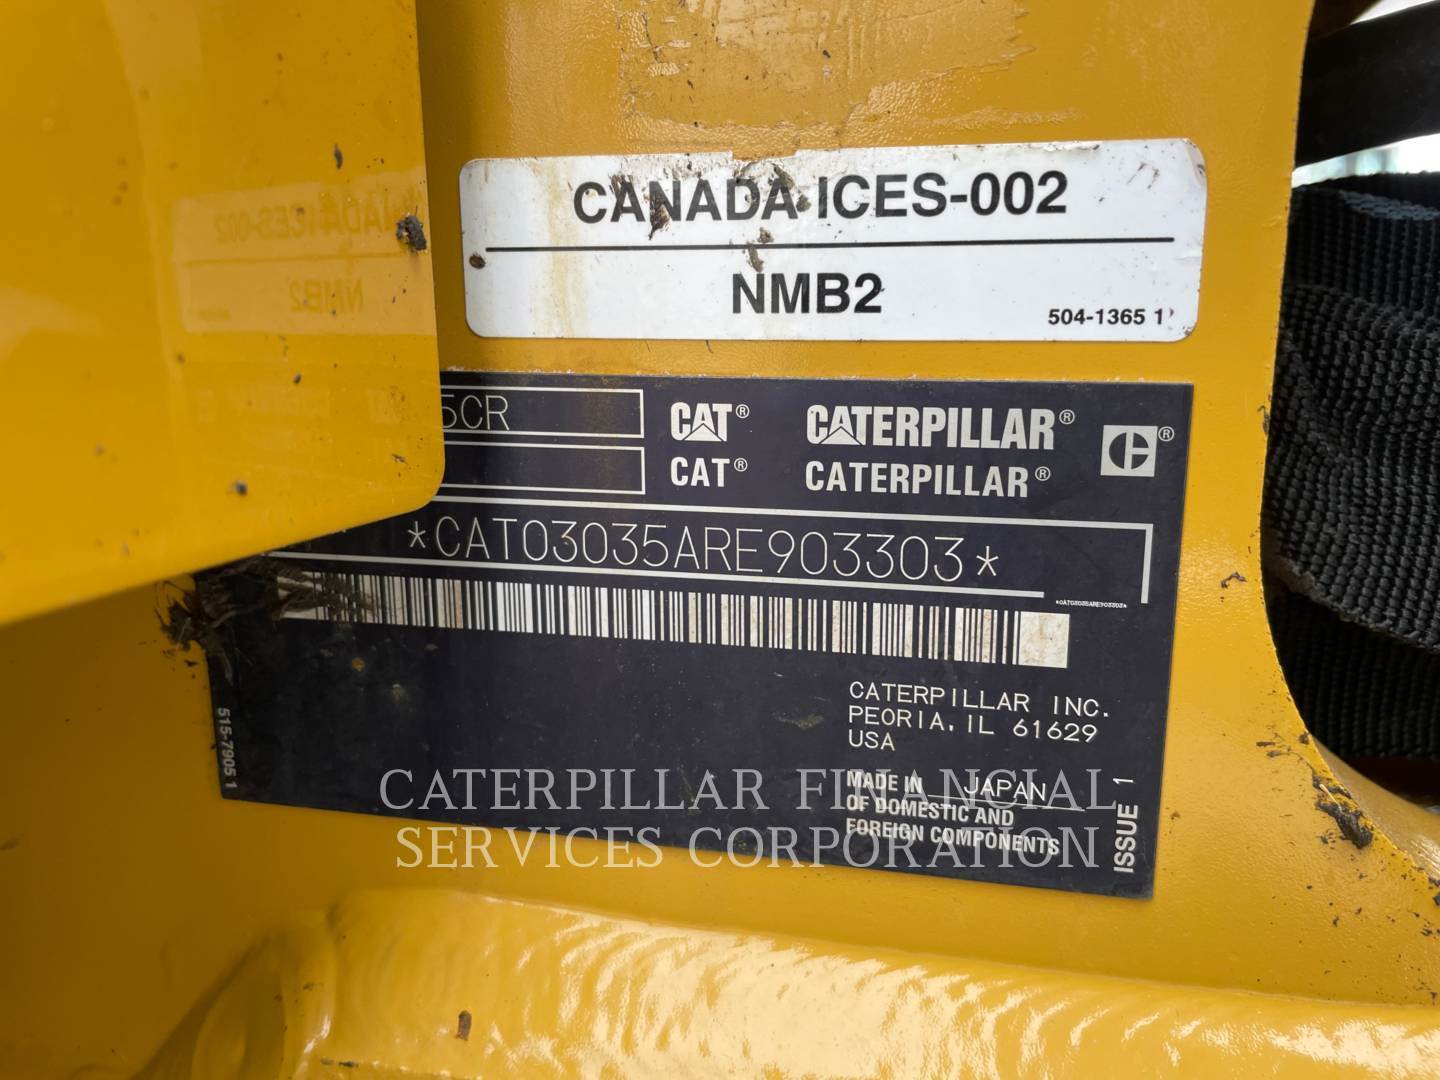 CANADA ICES-002
NMB2
504-1365 1
5CR
CAT® CATERPILLAR® ®
CAT® CATERPILLAR®
*CAT03035ARE903303*
*CAT03035ARE903303*
CATERPILLAR INC.
PEORIA, IL 61629
USA
MADE IN JAPAN
OF DOMESTIC AND
FOREIGN COMPONENTS
ISSUE 1
515-7905 1
CATERPILLAR FINANCIAL
SERVICES CORPORATION